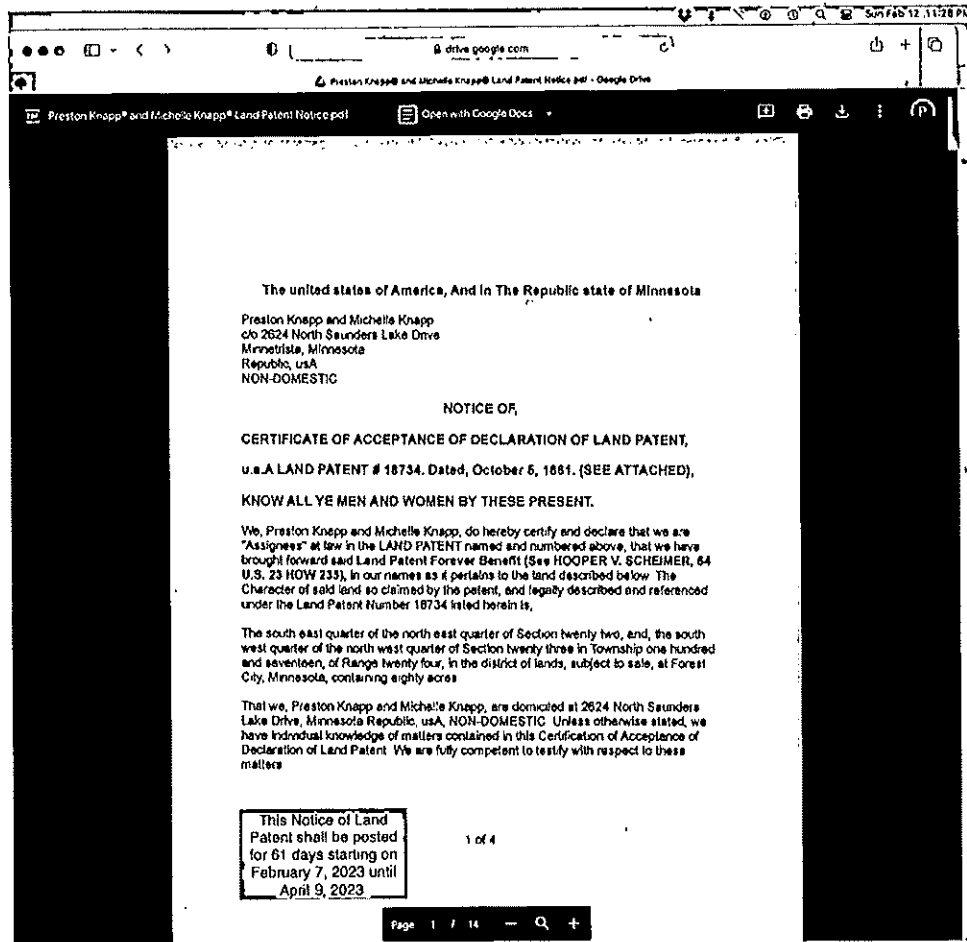 Sun Feb 12 11:28 PM
drive.google.com
Preston Knapp® and Michelle Knapp® Land Patent Notice.pdf - Google Drive
Preston Knapp® and Michelle Knapp® Land Patent Notice.pdf
Open with Google Docs
P
The united states of America, And in The Republic state of Minnesota
Preston Knapp and Michelle Knapp
c/o 2624 North Saunders Lake Drive
Minnetrista, Minnesota
Republic, usA
NON-DOMESTIC
NOTICE OF,
CERTIFICATE OF ACCEPTANCE OF DECLARATION OF LAND PATENT,
u.s.A LAND PATENT # 18734. Dated, October 5, 1861. (SEE ATTACHED),
KNOW ALL YE MEN AND WOMEN BY THESE PRESENT.
We, Preston Knapp and Michelle Knapp, do hereby certify and declare that we are
"Assignees" at law in the LAND PATENT named and numbered above, that we have
brought forward said Land Patent Forever Benefit (See HOOPER V. SCHEIMER, 64
U.S. 23 HOW 235), in our names as it pertains to the land described below. The
Character of said land so claimed by the patent, and legally described and referenced
under the Land Patent Number 18734 listed herein is,
The south east quarter of the north east quarter of Section twenty two, and, the south
west quarter of the north west quarter of Section twenty three in Township one hundred
and seventeen, of Range twenty four, in the district of lands, subject to sale, at Forest
City, Minnesota, containing eighty acres
That we, Preston Knapp and Michelle Knapp, are domiciled at 2624 North Saunders
Lake Drive, Minnesota Republic, usA, NON-DOMESTIC. Unless otherwise stated, we
have individual knowledge of matters contained in this Certification of Acceptance of
Declaration of Land Patent. We are fully competent to testify with respect to these
matters
This Notice of Land
Patent shall be posted
for 61 days starting on
February 7, 2023 until
April 9, 2023
1 of 4
Page 1 / 14